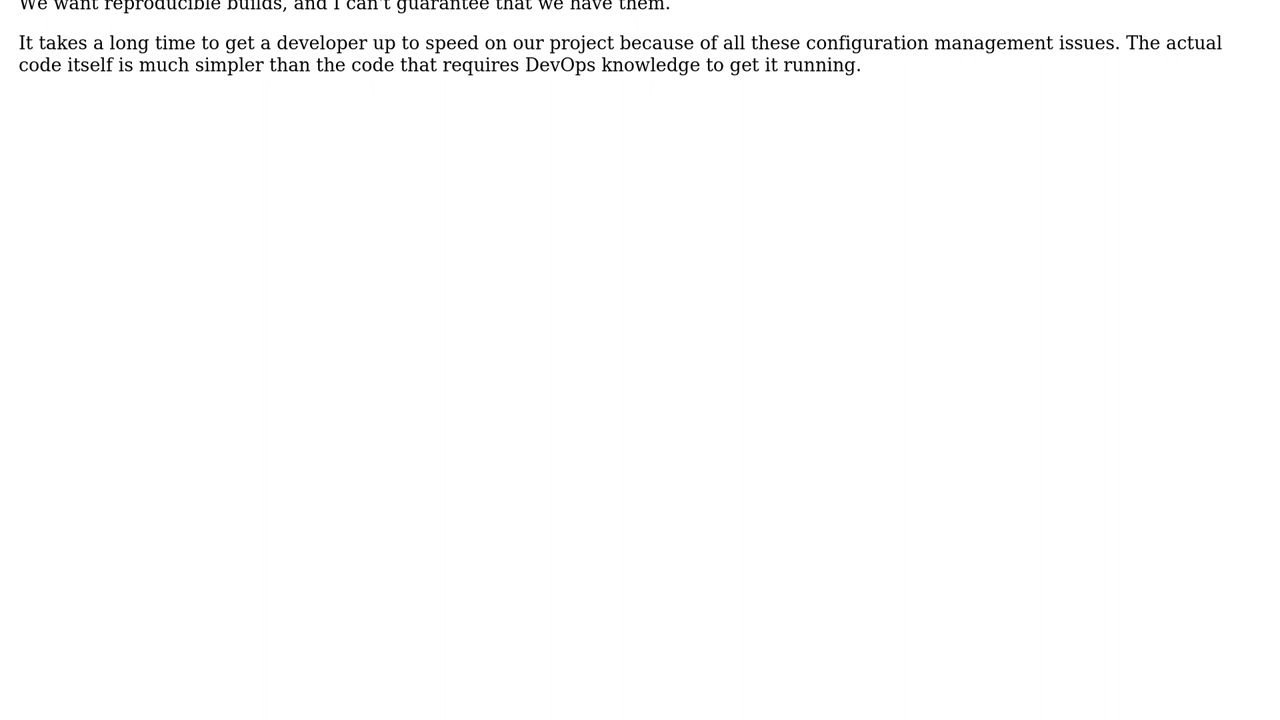 We want reproducible builds, and I can't guarantee that we have them.
It takes a long time to get a developer up to speed on our project because of all these configuration management issues. The actual
code itself is much simpler than the code that requires DevOps knowledge to get it running.